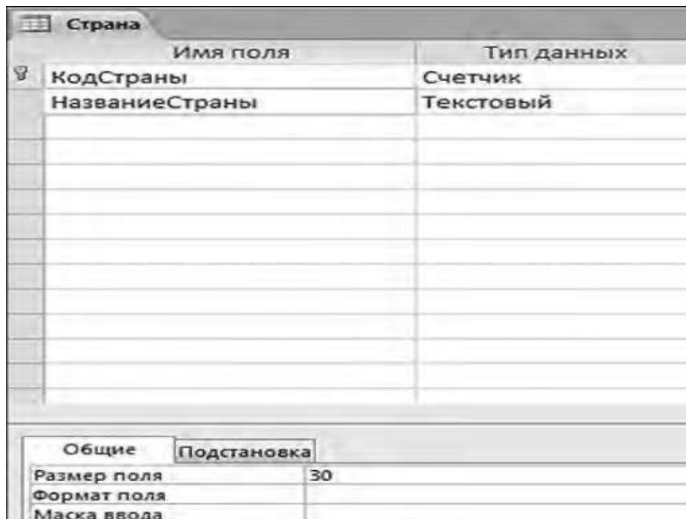 Страна
Имя поля Тип данных
КодСтраны Счетчик
НазваниеСтраны Текстовый
Общие Подстановка
Размер поля 30
Формат поля
Маска ввода